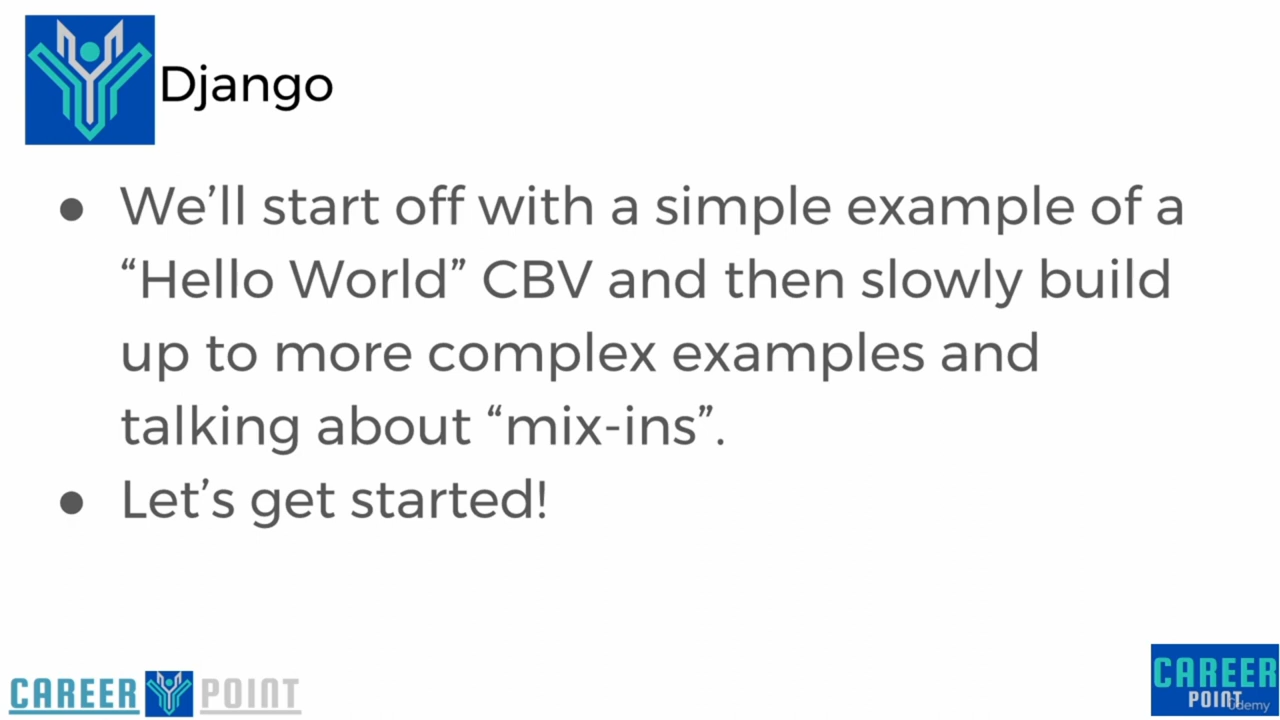 Django
● We’ll start off with a simple example of a
“Hello World” CBV and then slowly build
up to more complex examples and
talking about “mix-ins”.
● Let’s get started!
CAREER POINT
CAREER
POINT
Udemy